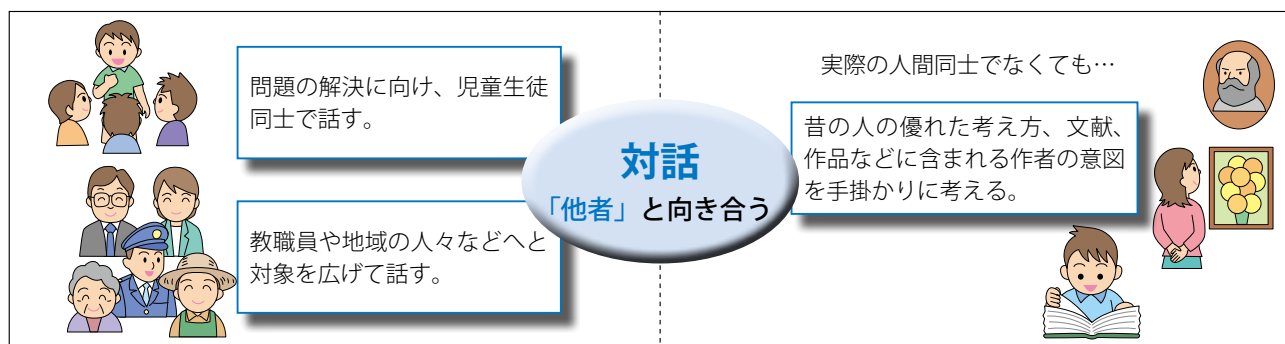 問題の解決に向け、児童生徒
同士で話す。
教職員や地域の人々などへと
対象を広げて話す。
対話
「他者」と向き合う
実際の人間同士でなくても…
昔の人の優れた考え方、文献、
作品などに含まれる作者の意図
を手掛かりに考える。